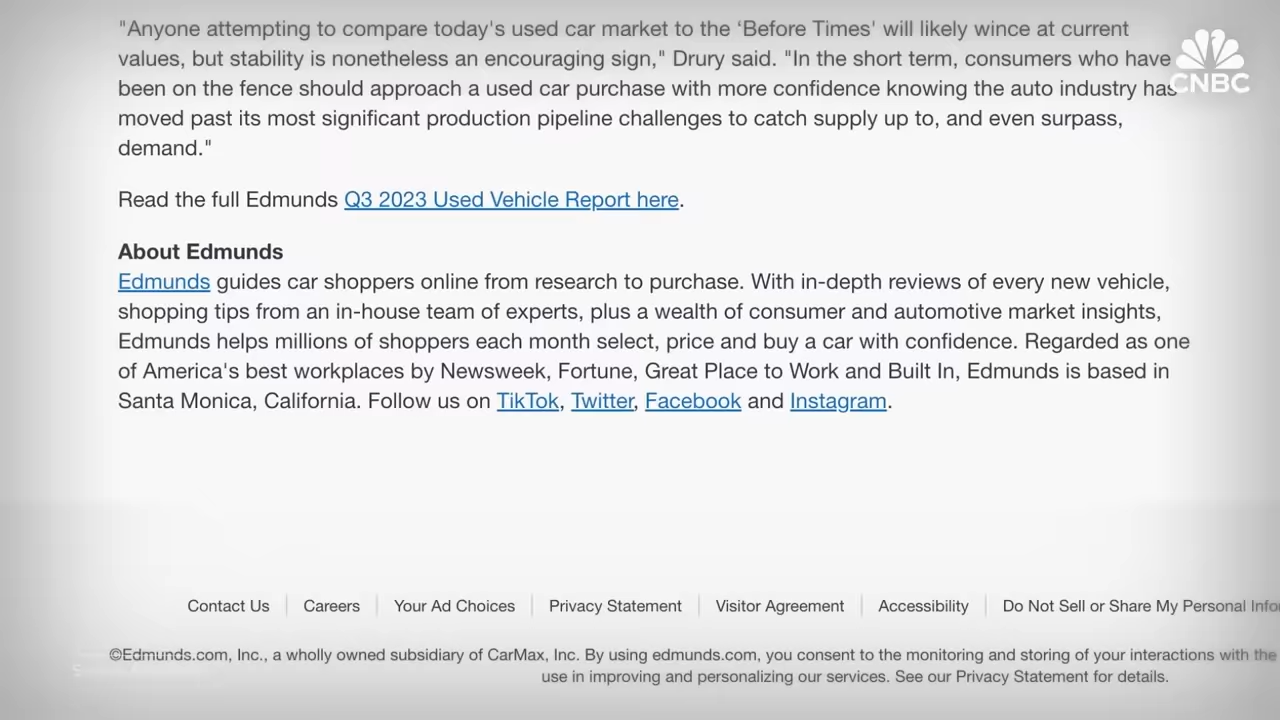 "Anyone attempting to compare today's used car market to the ‘Before Times' will likely wince at current
values, but stability is nonetheless an encouraging sign," Drury said. "In the short term, consumers who have
been on the fence should approach a used car purchase with more confidence knowing the auto industry has
moved past its most significant production pipeline challenges to catch supply up to, and even surpass,
demand."
CNBC
Read the full Edmunds Q3 2023 Used Vehicle Report here.
About Edmunds
Edmunds guides car shoppers online from research to purchase. With in-depth reviews of every new vehicle,
shopping tips from an in-house team of experts, plus a wealth of consumer and automotive market insights,
Edmunds helps millions of shoppers each month select, price and buy a car with confidence. Regarded as one
of America's best workplaces by Newsweek, Fortune, Great Place to Work and Built In, Edmunds is based in
Santa Monica, California. Follow us on TikTok, Twitter, Facebook and Instagram.
Contact Us Careers Your Ad Choices Privacy Statement Visitor Agreement Accessibility Do Not Sell or Share My Personal
©Edmunds.com, Inc., a wholly owned subsidiary of CarMax, Inc. By using edmunds.com, you consent to the monitoring and storing of your interactions with the
use in improving and personalizing our services. See our Privacy Statement for details.